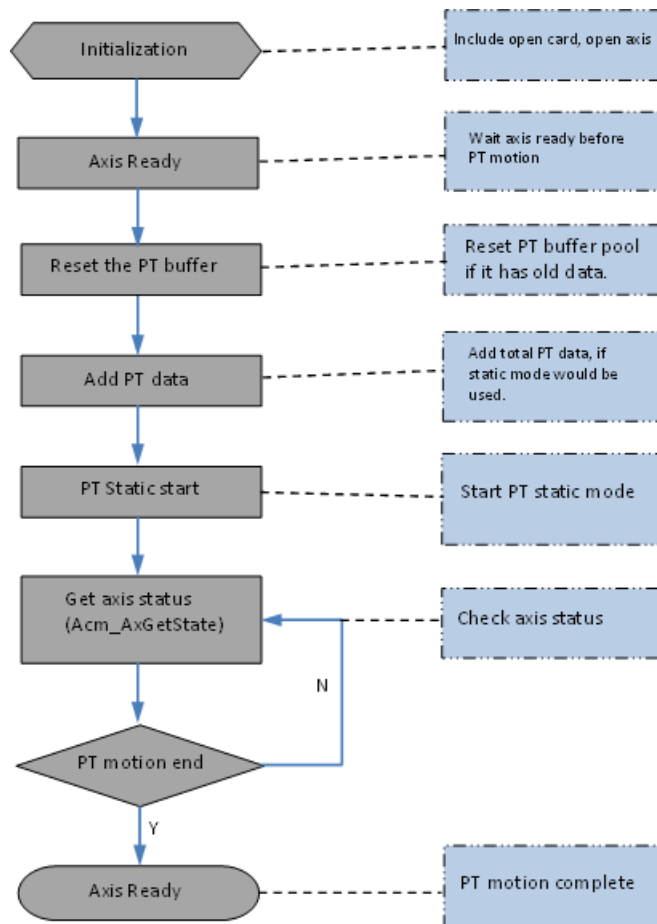 Initialization
Include open card, open axis
Axis Ready
Wait axis ready before
PT motion
Reset the PT buffer
Reset PT buffer pool
if it has old data.
Add PT data
Add total PT data, if
static mode would be
used.
PT Static start
Start PT static mode
Get axis status
(Acm_AxGetState)
Check axis status
N
PT motion end
Y
Axis Ready
PT motion complete